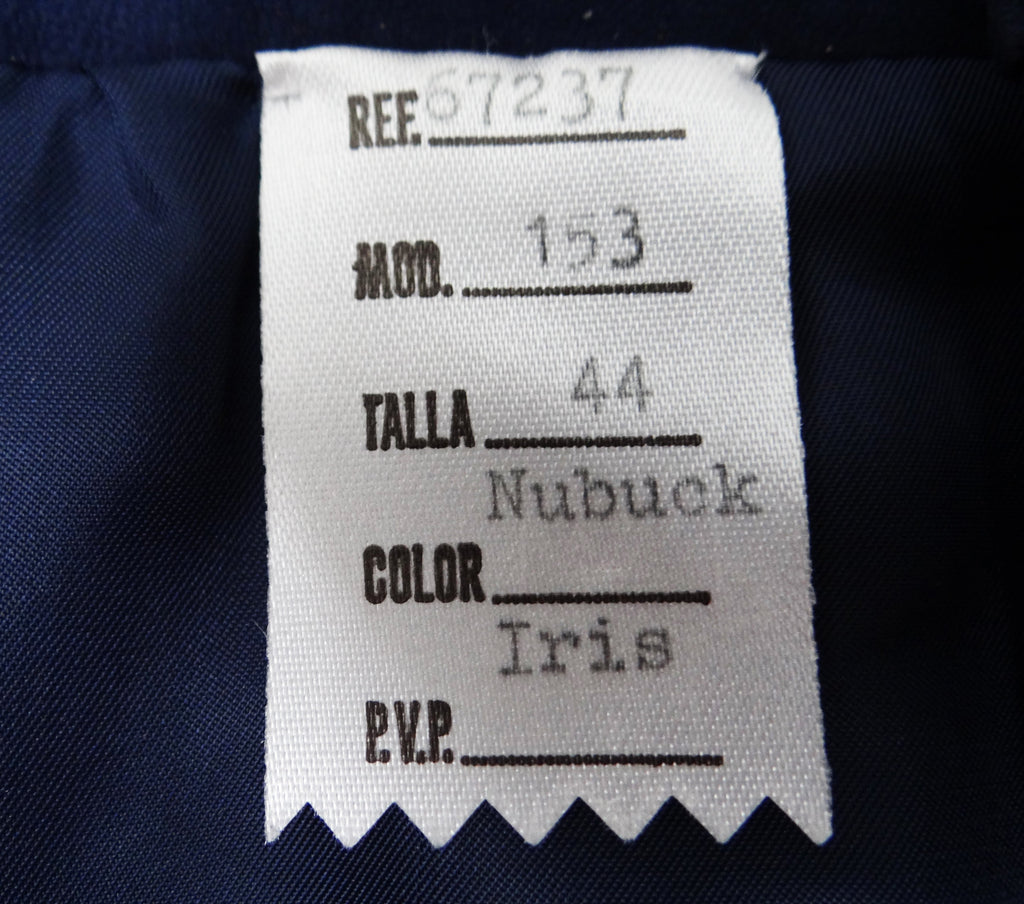 REF. 67237
MOD. 153
TALLA 44
Nubuck
COLOR
Iris
P.V.P.